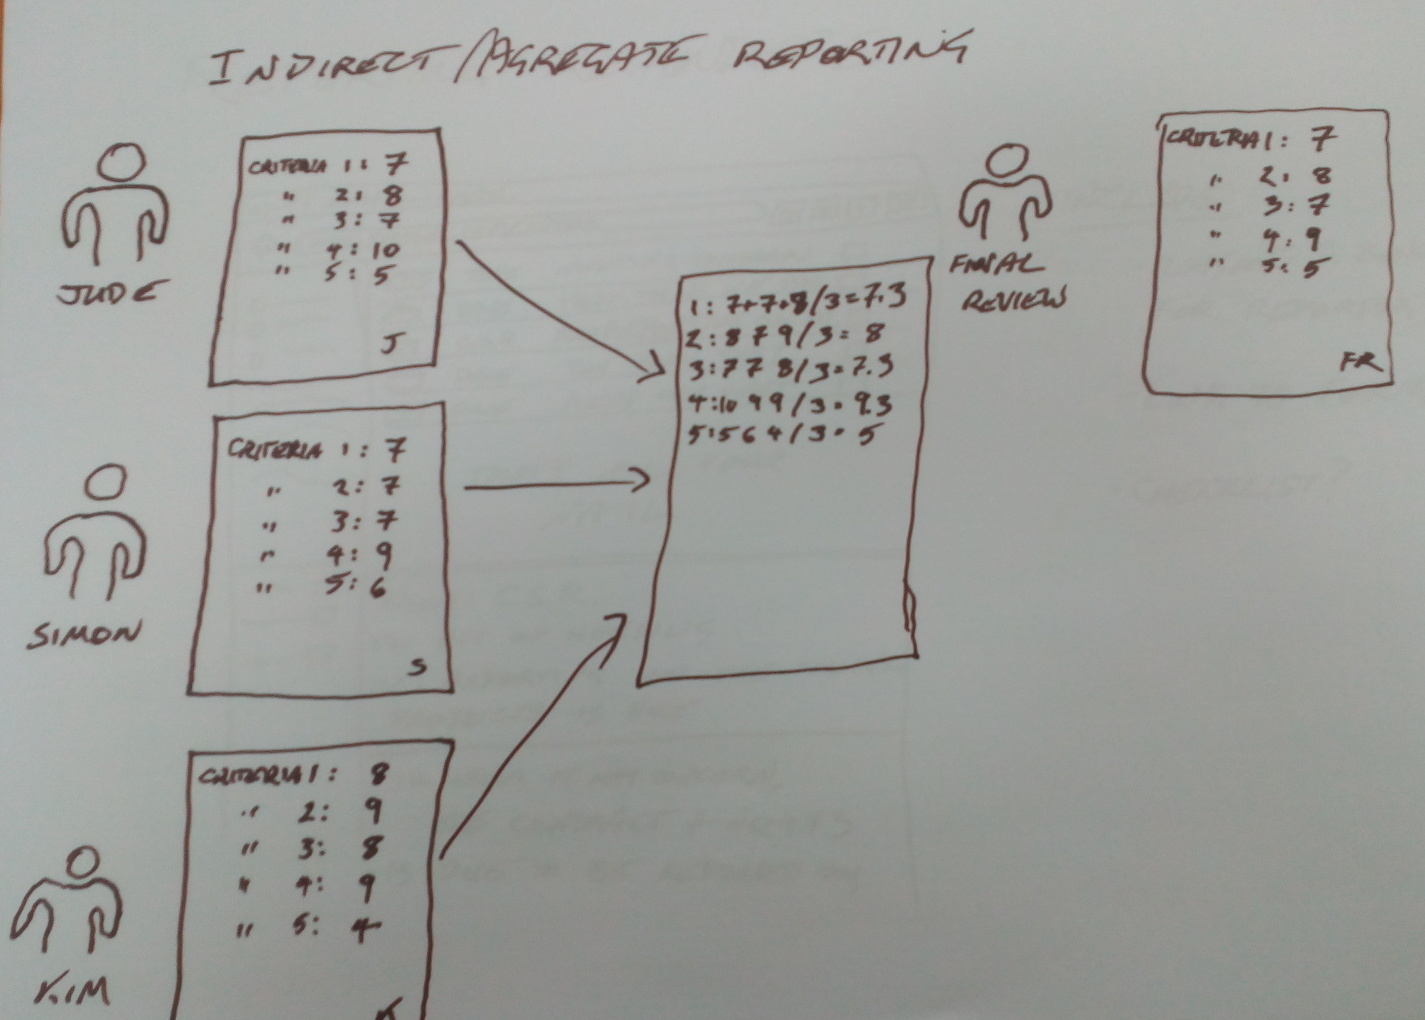 INDIRECT/AGREGATE REPORTING
JUDE
CRITERIA 1: 7
" 2: 8
" 3: 7
" 4: 10
" 5: 5
J
SIMON
CRITERIA 1: 7
" 2: 7
" 3: 7
" 4: 9
" 5: 6
S
KIM
CRITERIA 1: 8
" 2: 9
" 3: 8
" 4: 9
" 5: 4
K
1: 7+7+8/3=7.3
2: 8 7 9/3= 8
3: 7 7 8/3=7.3
4: 10 9 9/3= 9.3
5: 5 6 4/3= 5
FINAL
REVIEW
CRITERIA 1: 7
" 2: 8
" 3: 7
" 4: 9
" 5: 5
FR